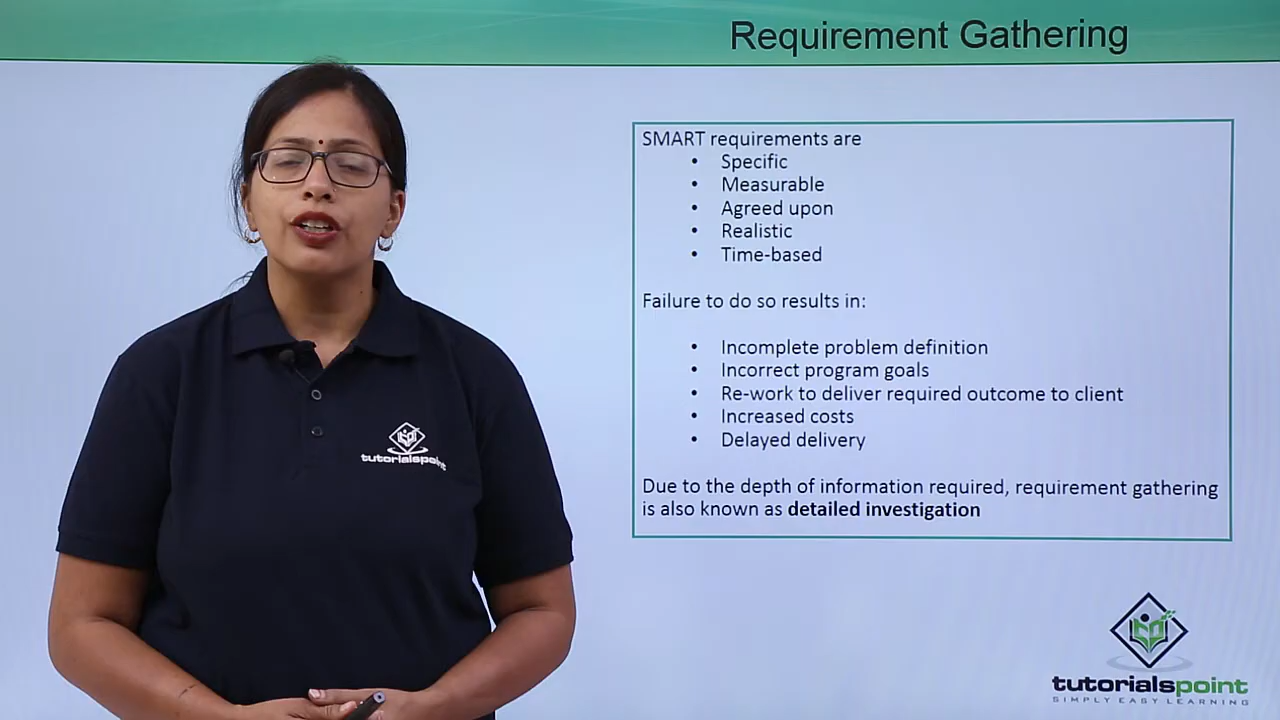 Requirement Gathering
SMART requirements are
• Specific
• Measurable
• Agreed upon
• Realistic
• Time-based
Failure to do so results in:
• Incomplete problem definition
• Incorrect program goals
• Re-work to deliver required outcome to client
• Increased costs
• Delayed delivery
Due to the depth of information required, requirement gathering
is also known as detailed investigation
tutorialspoint
tutorialspoint
SIMPLY EASY LEARNING